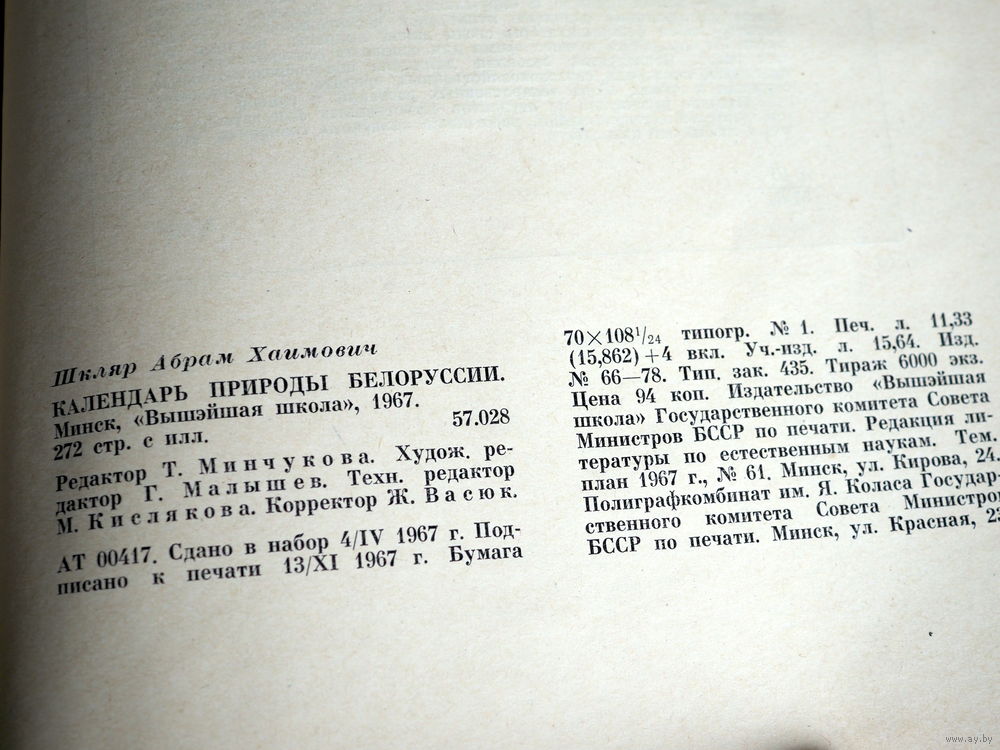 Шкляр Абрам Хаимович
КАЛЕНДАРЬ ПРИРОДЫ БЕЛОРУССИИ.
Минск, «Вышэйшая школа», 1967.
272 стр. с илл. 57.028
Редактор Т. Минчукова. Худож. ре-
дактор Г. Малышев. Техн. редактор
М. Кислякова. Корректор Ж. Васюк.
АТ 00417. Сдано в набор 4/IV 1967 г. Под-
писано к печати 13/XI 1967 г. Бумага
70×108¹/₂₄ типогр. № 1. Печ. л. 11,33
(15,862)+4 вкл. Уч.-изд. л. 15,64. Изд.
№ 66—78. Тип. зак. 435. Тираж 6000 экз.
Цена 94 коп. Издательство «Вышэйшая
школа» Государственного комитета Совета
Министров БССР по печати. Редакция ли-
тературы по естественным наукам. Тем.
план 1967 г., № 61. Минск, ул. Кирова, 24.
Полиграфкомбинат им. Я. Коласа Государ-
ственного комитета Совета Министров
БССР по печати. Минск, ул. Красная, 23
www.ay.by